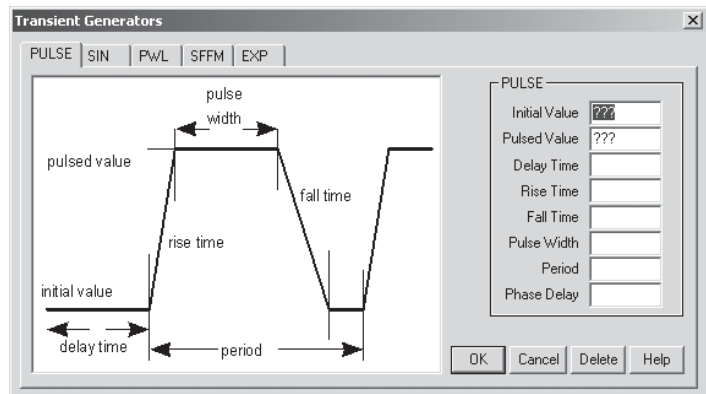 Transient Generators
PULSE SIN PWL SFFM EXP
pulse
width
pulsed value
fall time
rise time
initial value
delay time
period
PULSE
Initial Value ???
Pulsed Value ???
Delay Time
Rise Time
Fall Time
Pulse Width
Period
Phase Delay
OK Cancel Delete Help